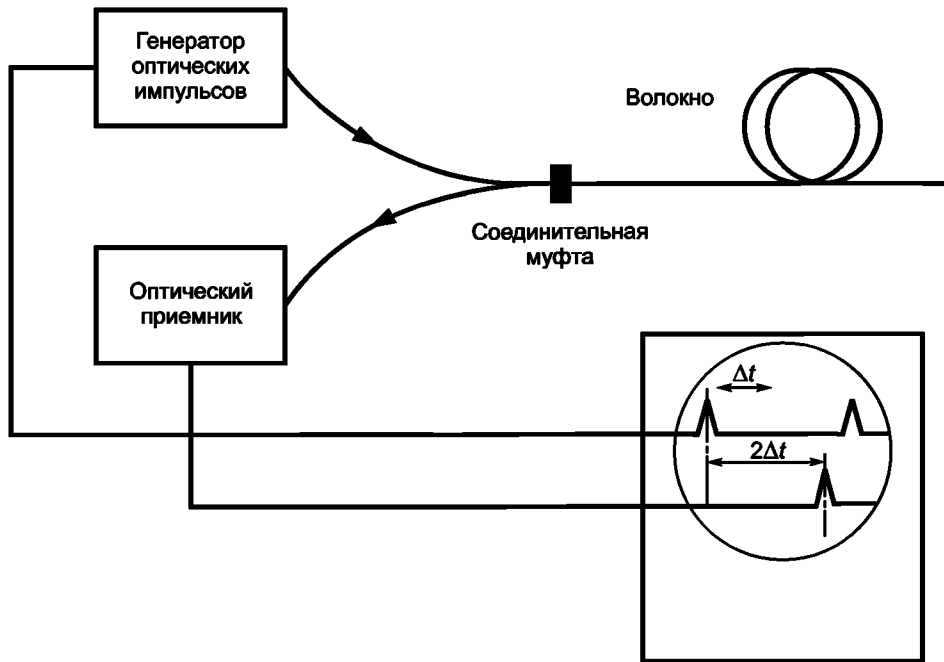 Генератор
оптических
импульсов
Волокно
Соединительная
муфта
Оптический
приемник
Δt
2Δt